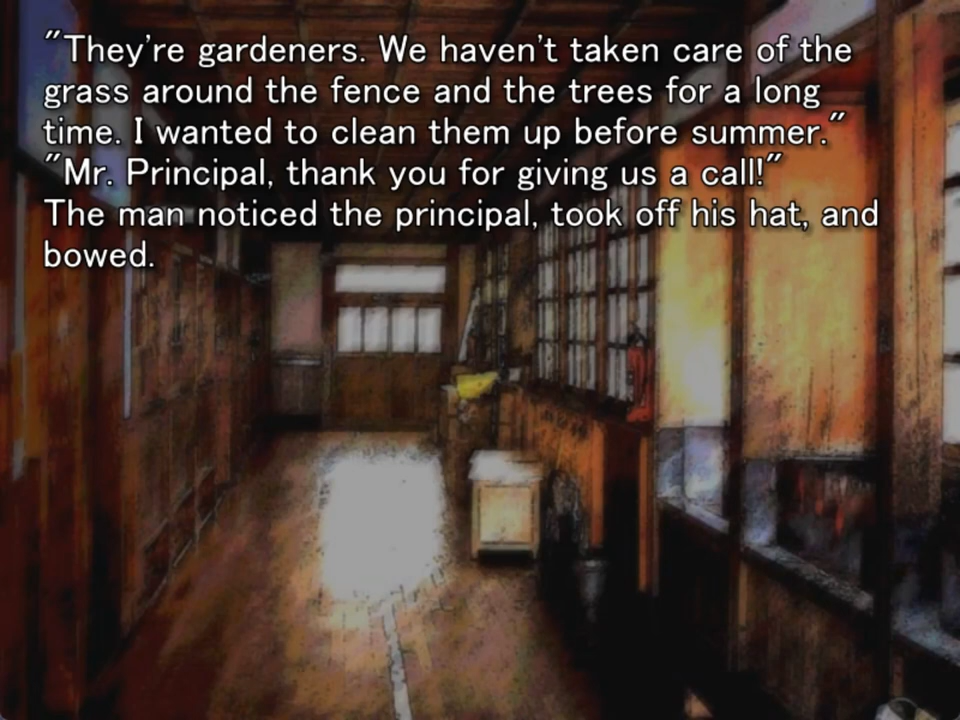 "They're gardeners. We haven't taken care of the
grass around the fence and the trees for a long
time. I wanted to clean them up before summer."
"Mr. Principal, thank you for giving us a call!"
The man noticed the principal, took off his hat, and
bowed.